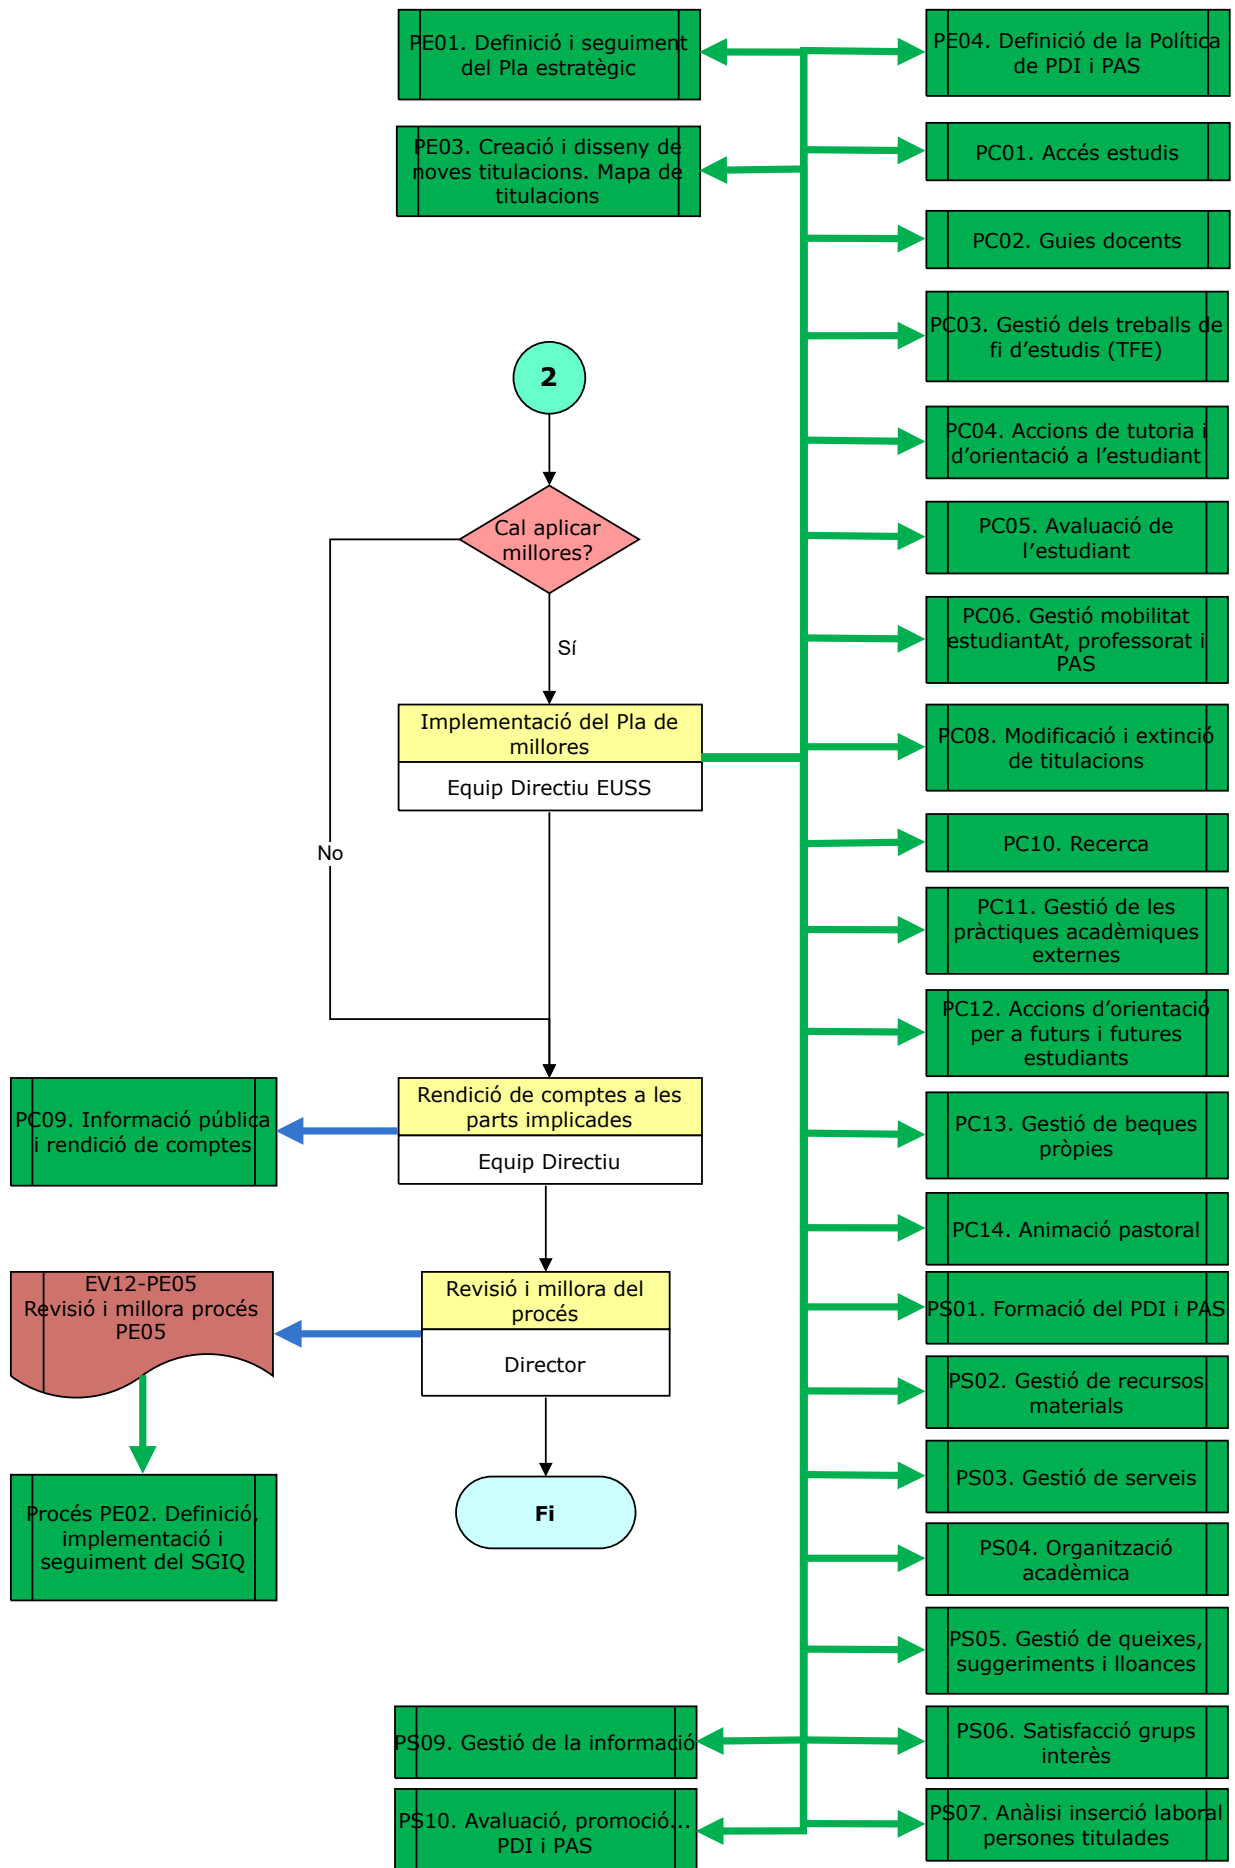 PE01. Definició i seguiment
del Pla estratègic
PE04. Definició de la Política
de PDI i PAS
PE03. Creació i disseny de
noves titulacions. Mapa de
titulacions
PC01. Accés estudis
PC02. Guies docents
PC03. Gestió dels treballs de
fi d’estudis (TFE)
2
PC04. Accions de tutoria i
d’orientació a l’estudiant
Cal aplicar
millores?
PC05. Avaluació de
l’estudiant
PC06. Gestió mobilitat
estudiantAt, professorat i
PAS
Sí
Implementació del Pla de
millores
Equip Directiu EUSS
PC08. Modificació i extinció
de titulacions
No
PC10. Recerca
PC11. Gestió de les
pràctiques acadèmiques
externes
PC12. Accions d’orientació
per a futurs i futures
estudiants
PC09. Informació pública
i rendició de comptes
Rendició de comptes a les
parts implicades
Equip Directiu
PC13. Gestió de beques
pròpies
PC14. Animació pastoral
EV12-PE05
Revisió i millora procés
PE05
Revisió i millora del
procés
Director
PS01. Formació del PDI i PAS
PS02. Gestió de recursos
materials
Procés PE02. Definició,
implementació i
seguiment del SGIQ
Fi
PS03. Gestió de serveis
PS04. Organització
acadèmica
PS05. Gestió de queixes,
suggeriments i lloances
PS09. Gestió de la informació
PS06. Satisfacció grups
interès
PS10. Avaluació, promoció...
PDI i PAS
PS07. Anàlisi inserció laboral
persones titulades